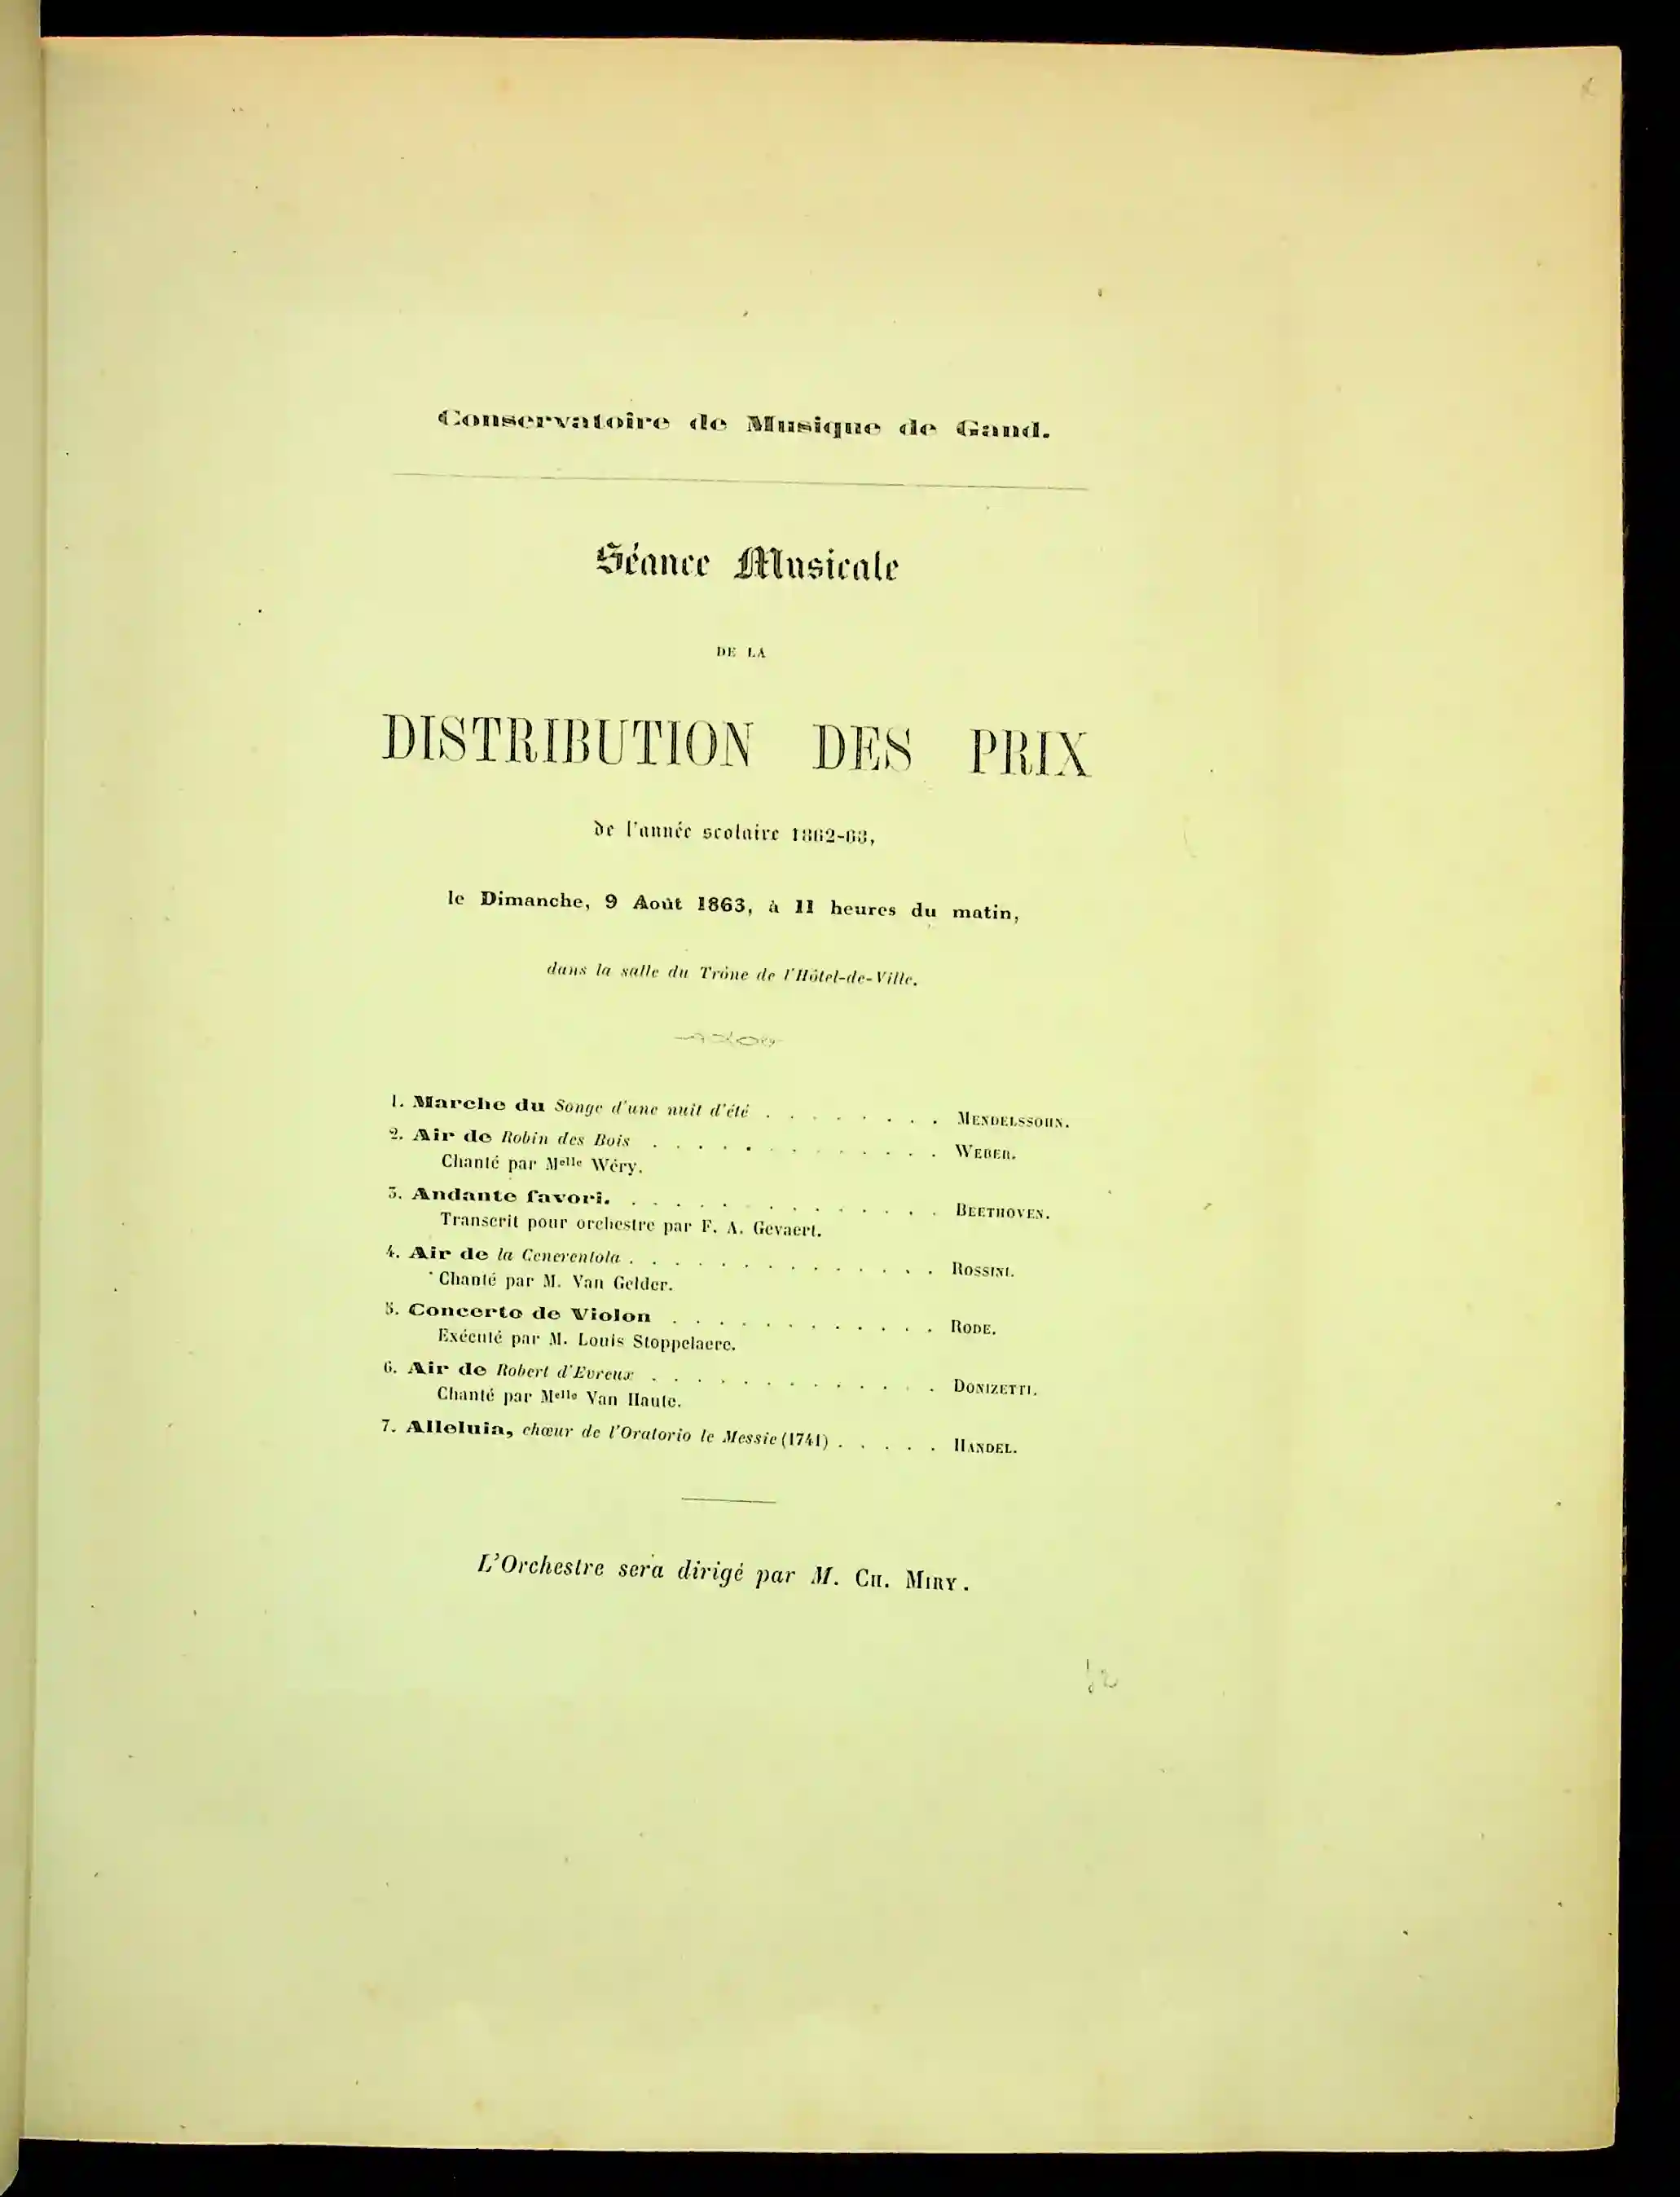 Conservatoire de Musique de Gand.
Séance Musicale
DE LA
DISTRIBUTION DES PRIX
de l'année scolaire 1862-63,
le Dimanche, 9 Août 1863, à 11 heures du matin,
dans la salle du Trône de l'Hôtel-de-Ville.
1. Marche du Songe d'une nuit d'été . . . . . . . . MENDELSSOHN.
2. Air de Robin des Bois . . . . . . . . . . . . . WEBER.
Chanté par Melle Wéry.
3. Andante favori. . . . . . . . . . . . . . . BEETHOVEN.
Transcrit pour orchestre par F. A. Gevaert.
4. Air de la Cenerentola . . . . . . . . . . . . . . ROSSINI.
Chanté par M. Van Gelder.
5. Concerto de Violon . . . . . . . . . . . . RODE.
Exécuté par M. Louis Stoppelaere.
6. Air de Robert d'Evreux . . . . . . . . . . . . . DONIZETTI.
Chanté par Melle Van Haute.
7. Alleluia, chœur de l'Oratorio le Messie (1741) . . . . . HANDEL.
L'Orchestre sera dirigé par M. CH. MIRY.